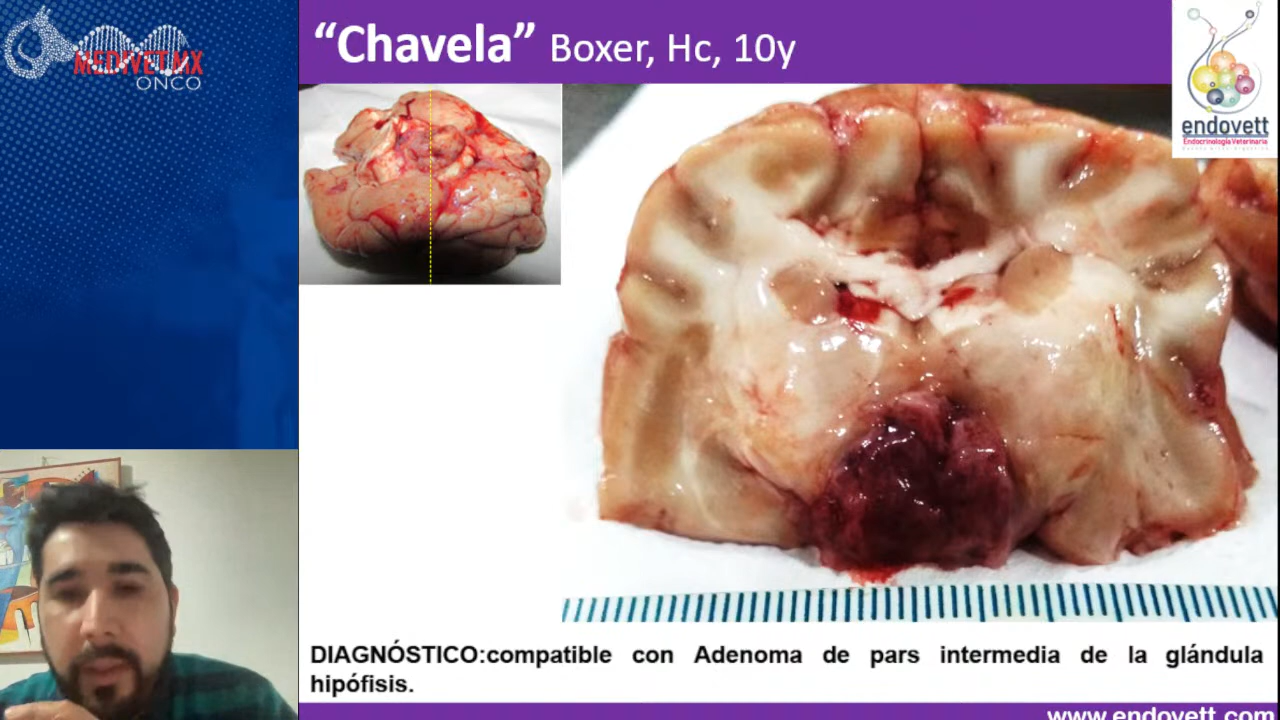 MEDIVET.MX
ONCO
“Chavela” Boxer, Hc, 10y
endovett
Endocrinología Veterinaria
DIAGNÓSTICO:compatible con Adenoma de pars intermedia de la glándula
hipófisis.
www.endovett.com